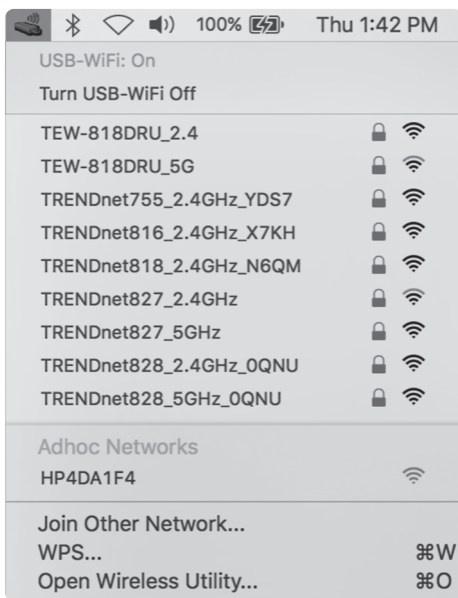 100% Thu 1:42 PM
USB-WiFi: On
Turn USB-WiFi Off
TEW-818DRU_2.4
TEW-818DRU_5G
TRENDnet755_2.4GHz_YDS7
TRENDnet816_2.4GHz_X7KH
TRENDnet818_2.4GHz_N6QM
TRENDnet827_2.4GHz
TRENDnet827_5GHz
TRENDnet828_2.4GHz_0QNU
TRENDnet828_5GHz_0QNU
Adhoc Networks
HP4DA1F4
Join Other Network...
WPS... ⌘W
Open Wireless Utility... ⌘O